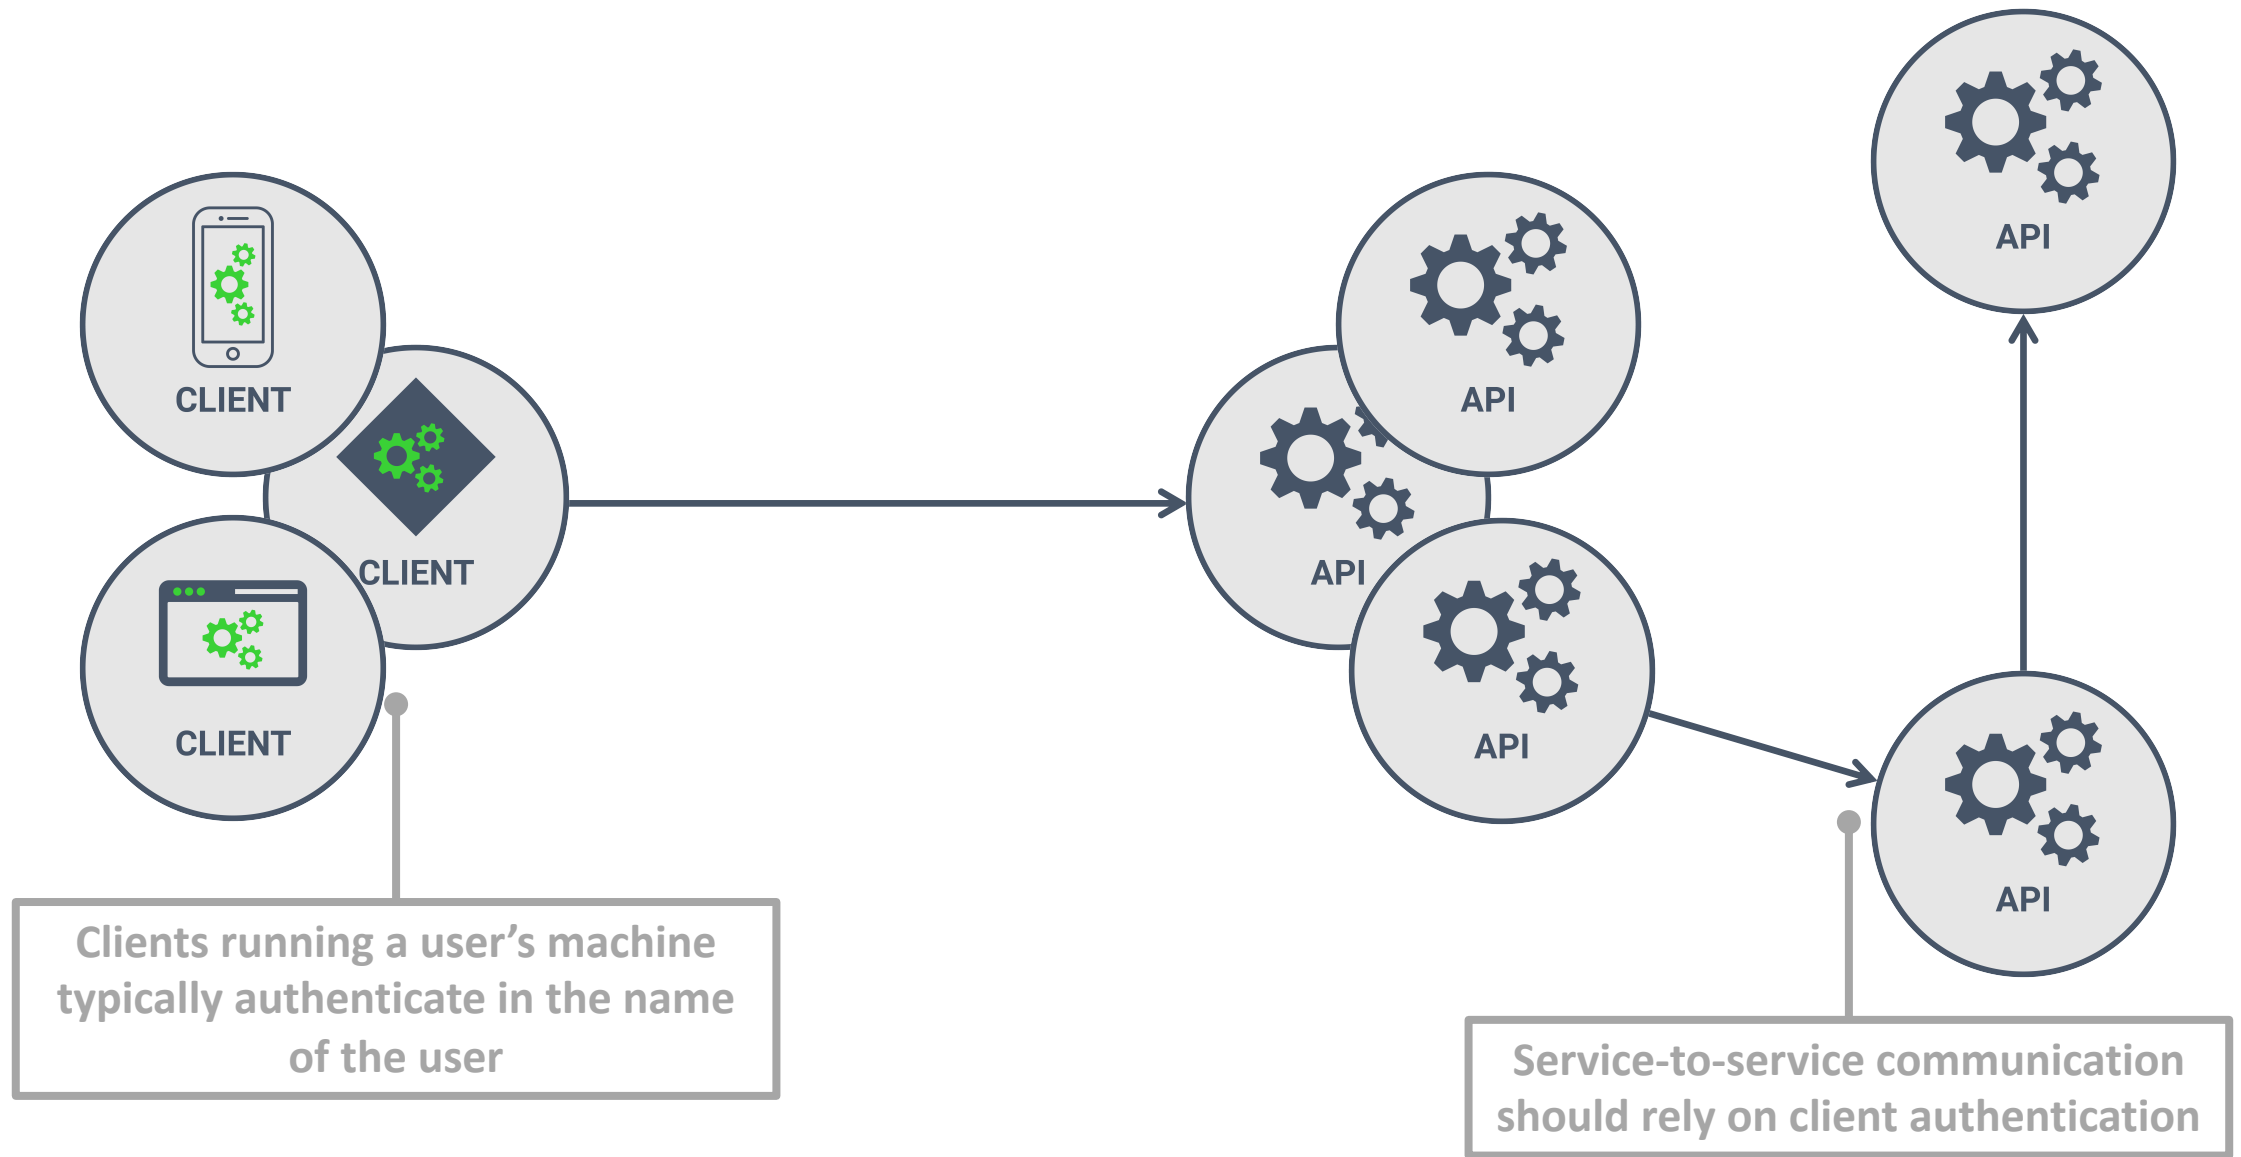 API
CLIENT
API
CLIENT
API
API
CLIENT
API
Clients running a user’s machine
typically authenticate in the name
of the user
Service-to-service communication
should rely on client authentication